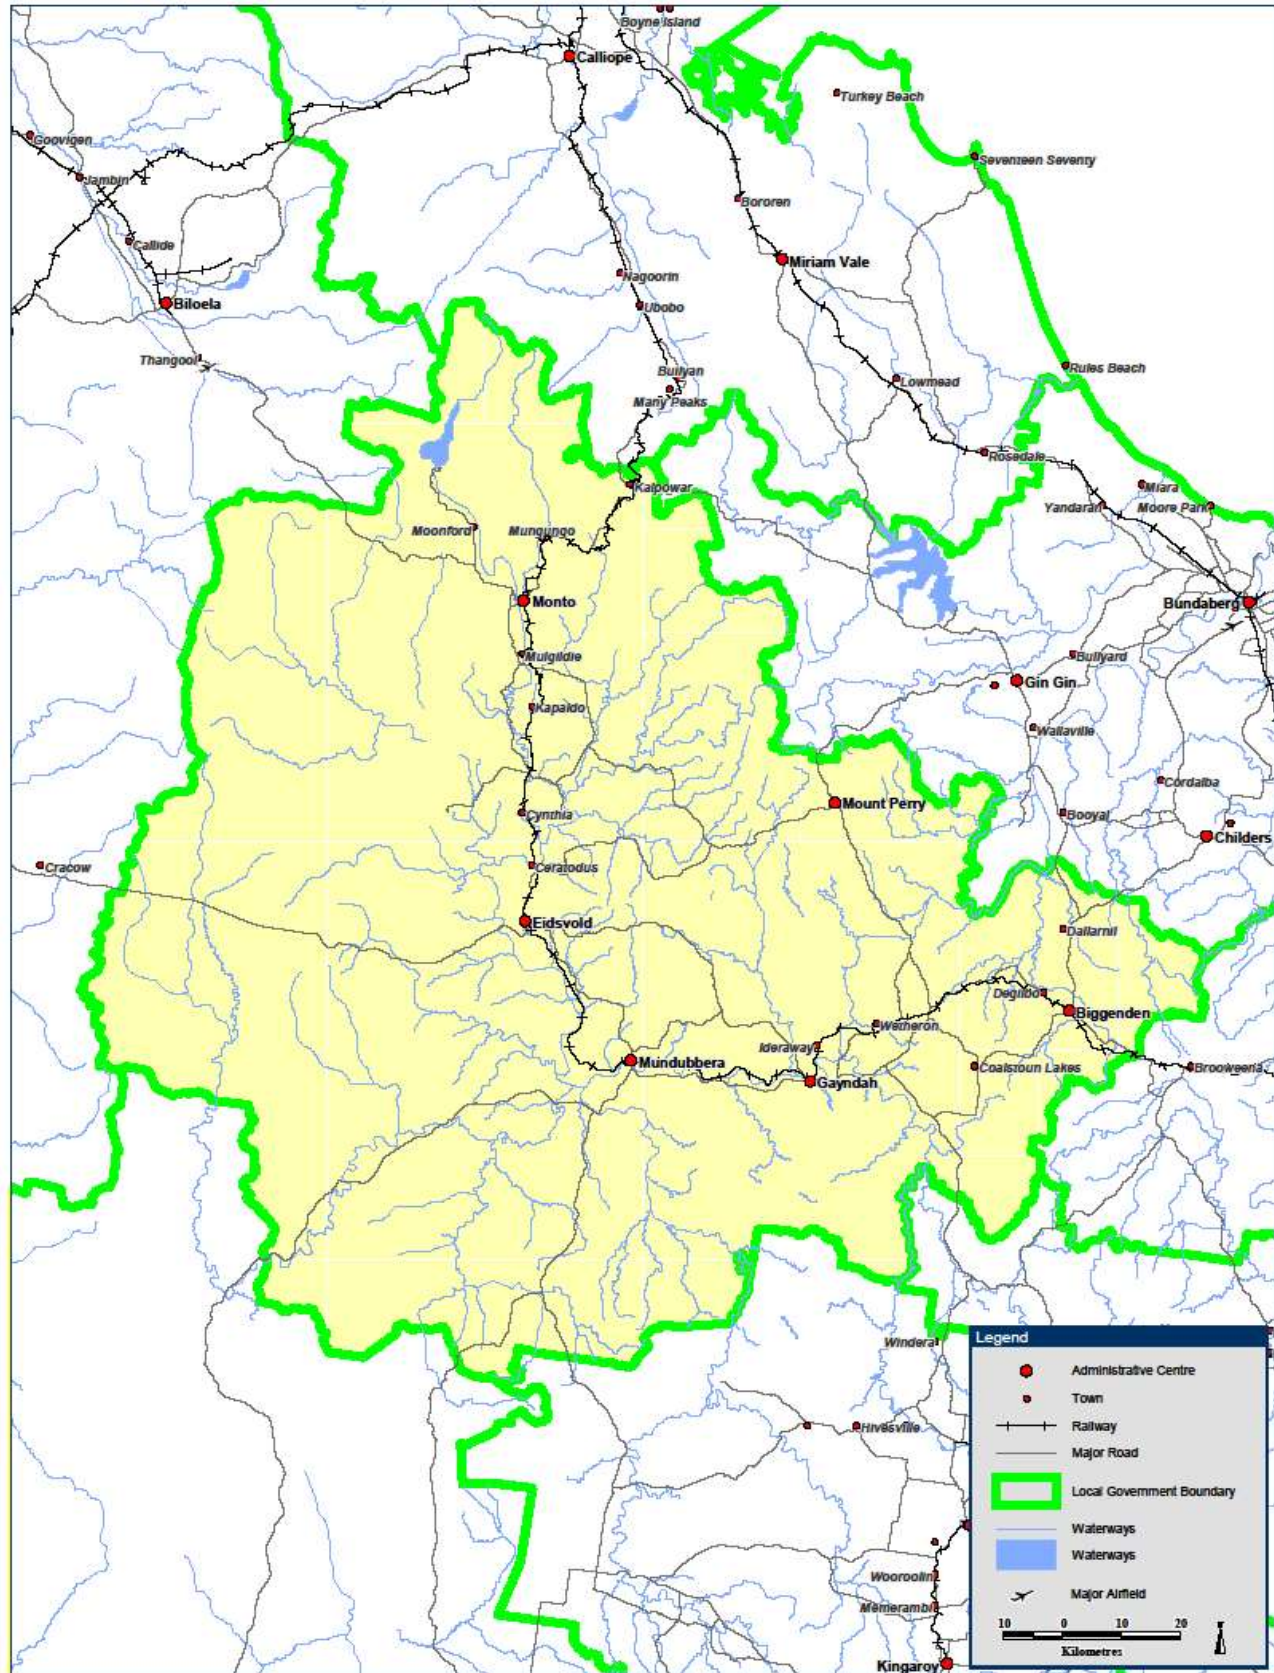 Boyne Island
Calliope
Turkey Beach
Goovigen
Seventeen Seventy
Jambin
Bororen
Callide
Miriam Vale
Nagoorin
Biloela
Ubobo
Thangool
Rules Beach
Builyan
Lowmead
Many Peaks
Rosedale
Kalpowar
Miara
Yandaran
Moore Park
Moonford
Mungungo
Monto
Bundaberg
Mulgildie
Bullyard
Gin Gin
Kapaldo
Wallaville
Cordalba
Mount Perry
Cynthia
Booyal
Childers
Cracow
Ceratodus
Eidsvold
Dallarnil
Degilbo
Biggenden
Wetheron
Ideraway
Mundubbera
Coalstoun Lakes
Brooweena
Gayndah
Windera
Hivesville
Wooroolin
Memerambi
Kingaroy
Legend
Administrative Centre
Town
Railway
Major Road
Local Government Boundary
Waterways
Waterways
Major Airfield
10 0 10 20
Kilometres